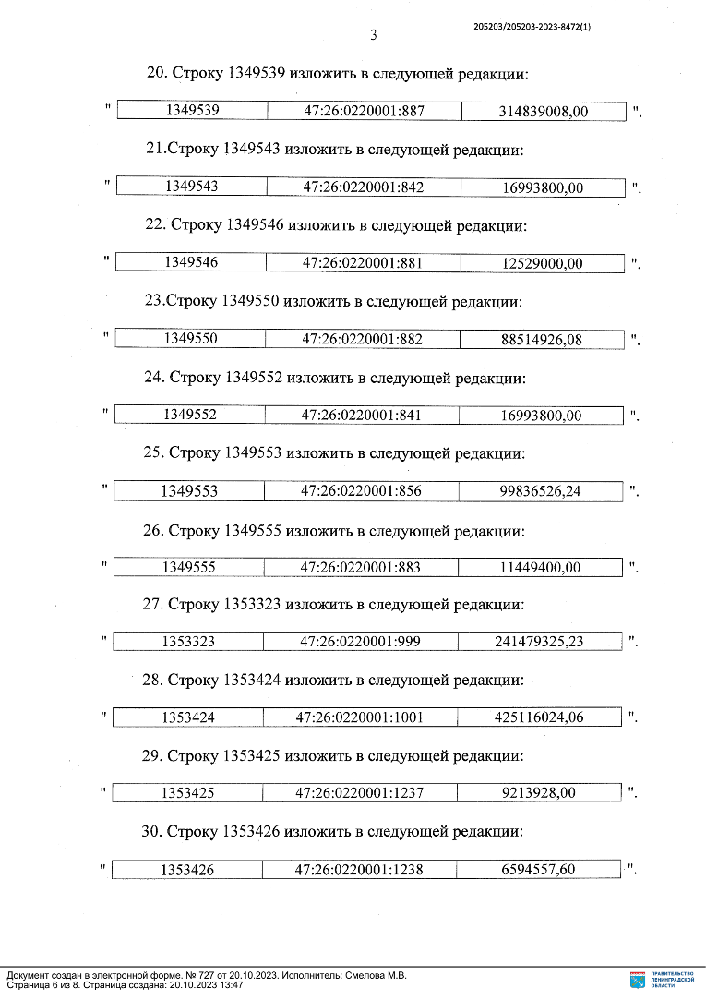 205203/205203-2023-8472(1)
3
20. Строку 1349539 изложить в следующей редакции:
" 1349539 47:26:0220001:887 314839008,00 ".
21.Строку 1349543 изложить в следующей редакции:
" 1349543 47:26:0220001:842 16993800,00 ".
22. Строку 1349546 изложить в следующей редакции:
" 1349546 47:26:0220001:881 12529000,00 ".
23.Строку 1349550 изложить в следующей редакции:
" 1349550 47:26:0220001:882 88514926,08 ".
24. Строку 1349552 изложить в следующей редакции:
" 1349552 47:26:0220001:841 16993800,00 ".
25. Строку 1349553 изложить в следующей редакции:
" 1349553 47:26:0220001:856 99836526,24 ".
26. Строку 1349555 изложить в следующей редакции:
" 1349555 47:26:0220001:883 11449400,00 ".
27. Строку 1353323 изложить в следующей редакции:
" 1353323 47:26:0220001:999 241479325,23 ".
28. Строку 1353424 изложить в следующей редакции:
" 1353424 47:26:0220001:1001 425116024,06 ".
29. Строку 1353425 изложить в следующей редакции:
" 1353425 47:26:0220001:1237 9213928,00 ".
30. Строку 1353426 изложить в следующей редакции:
" 1353426 47:26:0220001:1238 6594557,60 ".
Документ создан в электронной форме. № 727 от 20.10.2023. Исполнитель: Смелова М.В.
Страница 6 из 8. Страница создана: 20.10.2023 13:47
ПРАВИТЕЛЬСТВО
ЛЕНИНГРАДСКОЙ
ОБЛАСТИ